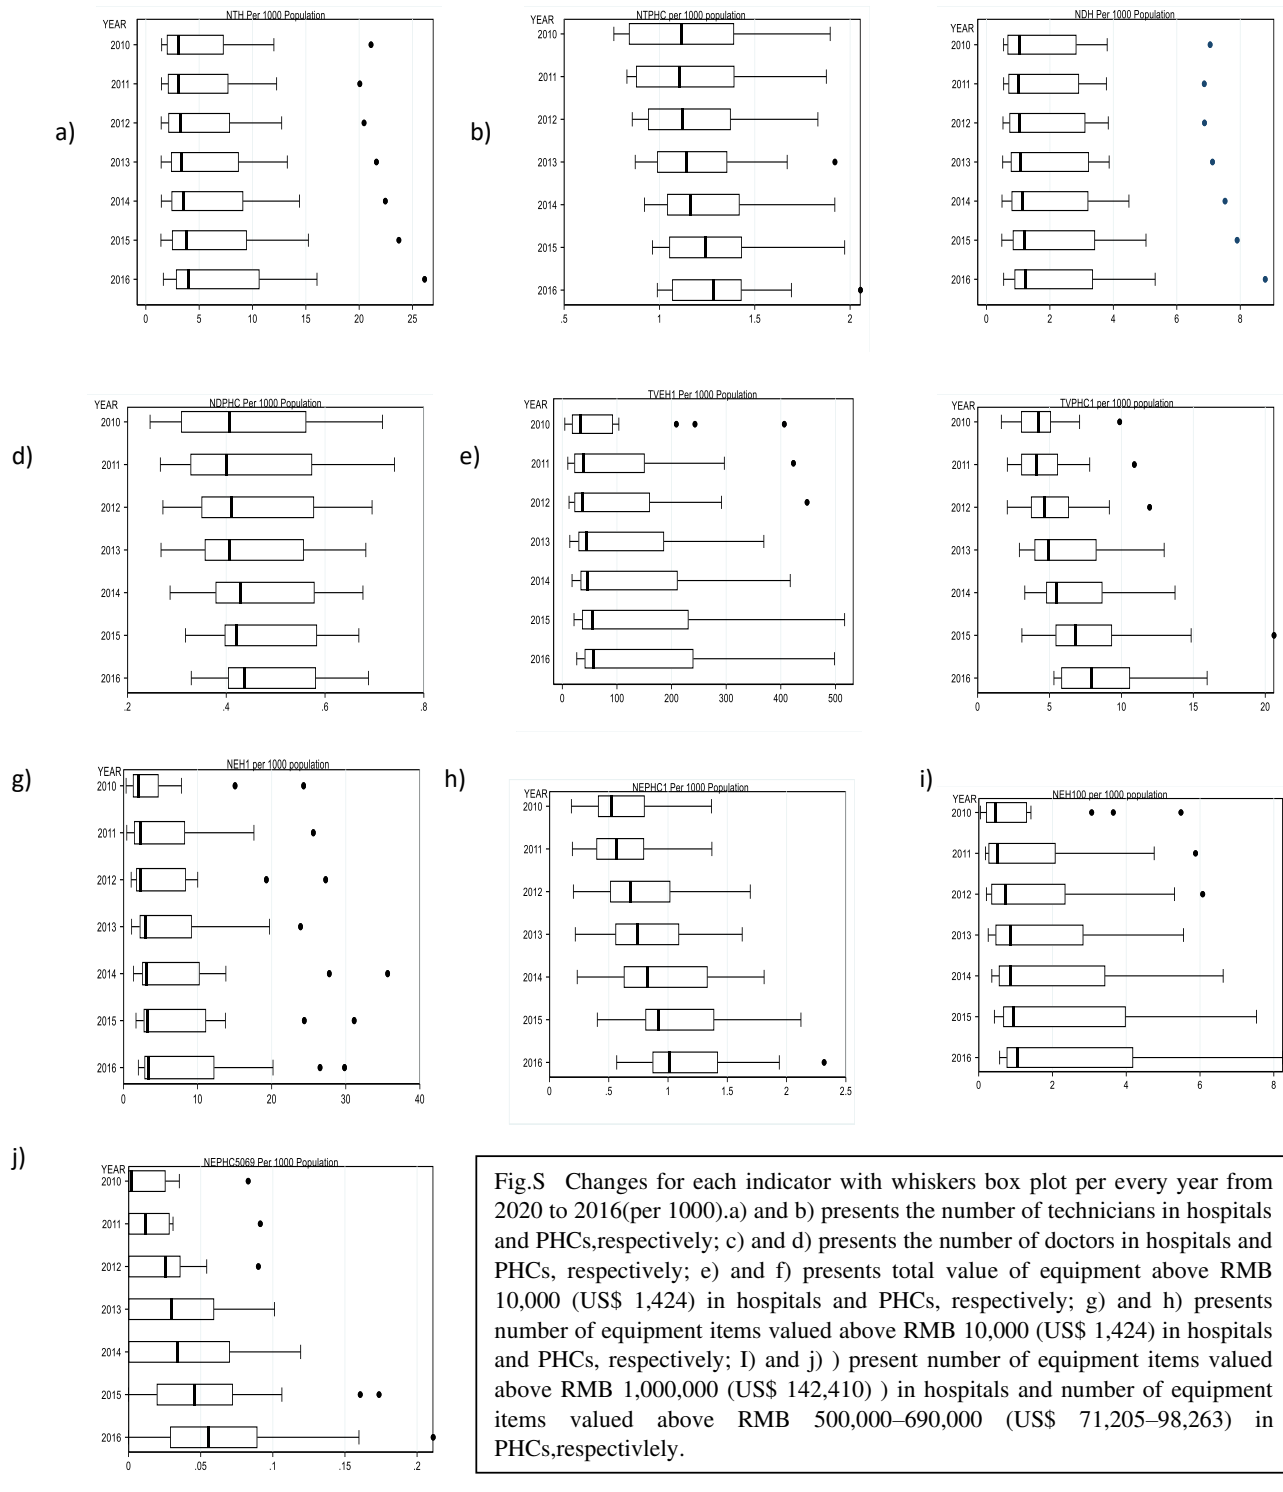 a)
NTH Per 1000 Population
YEAR
2010
2011
2012
2013
2014
2015
2016
0 5 10 15 20 25
b)
NTPHC per 1000 Population
YEAR
2010
2011
2012
2013
2014
2015
2016
.5 1 1.5 2
NDH Per 1000 Population
YEAR
2010
2011
2012
2013
2014
2015
2016
0 2 4 6 8
d)
NDPHC Per 1000 Population
YEAR
2010
2011
2012
2013
2014
2015
2016
.2 .4 .6 .8
e)
TVEH1 Per 1000 Population
YEAR
2010
2011
2012
2013
2014
2015
2016
0 100 200 300 400 500
TVPHC1 per 1000 population
YEAR
2010
2011
2012
2013
2014
2015
2016
0 5 10 15 20
g)
NEH1 per 1000 population
YEAR
2010
2011
2012
2013
2014
2015
2016
0 10 20 30 40
h)
NEPHC1 Per 1000 Population
YEAR
2010
2011
2012
2013
2014
2015
2016
0 .5 1 1.5 2 2.5
i)
NEH100 per 1000 population
YEAR
2010
2011
2012
2013
2014
2015
2016
0 2 4 6 8
j)
NEPHC5069 Per 1000 Population
YEAR
2010
2011
2012
2013
2014
2015
2016
0 .05 .1 .15 .2
Fig.S Changes for each indicator with whiskers box plot per every year from
2020 to 2016(per 1000).a) and b) presents the number of technicians in hospitals
and PHCs,respectively; c) and d) presents the number of doctors in hospitals and
PHCs, respectively; e) and f) presents total value of equipment above RMB
10,000 (US$ 1,424) in hospitals and PHCs, respectively; g) and h) presents
number of equipment items valued above RMB 10,000 (US$ 1,424) in hospitals
and PHCs, respectively; I) and j) ) present number of equipment items valued
above RMB 1,000,000 (US$ 142,410) ) in hospitals and number of equipment
items valued above RMB 500,000–690,000 (US$ 71,205–98,263) in
PHCs,respectivlely.